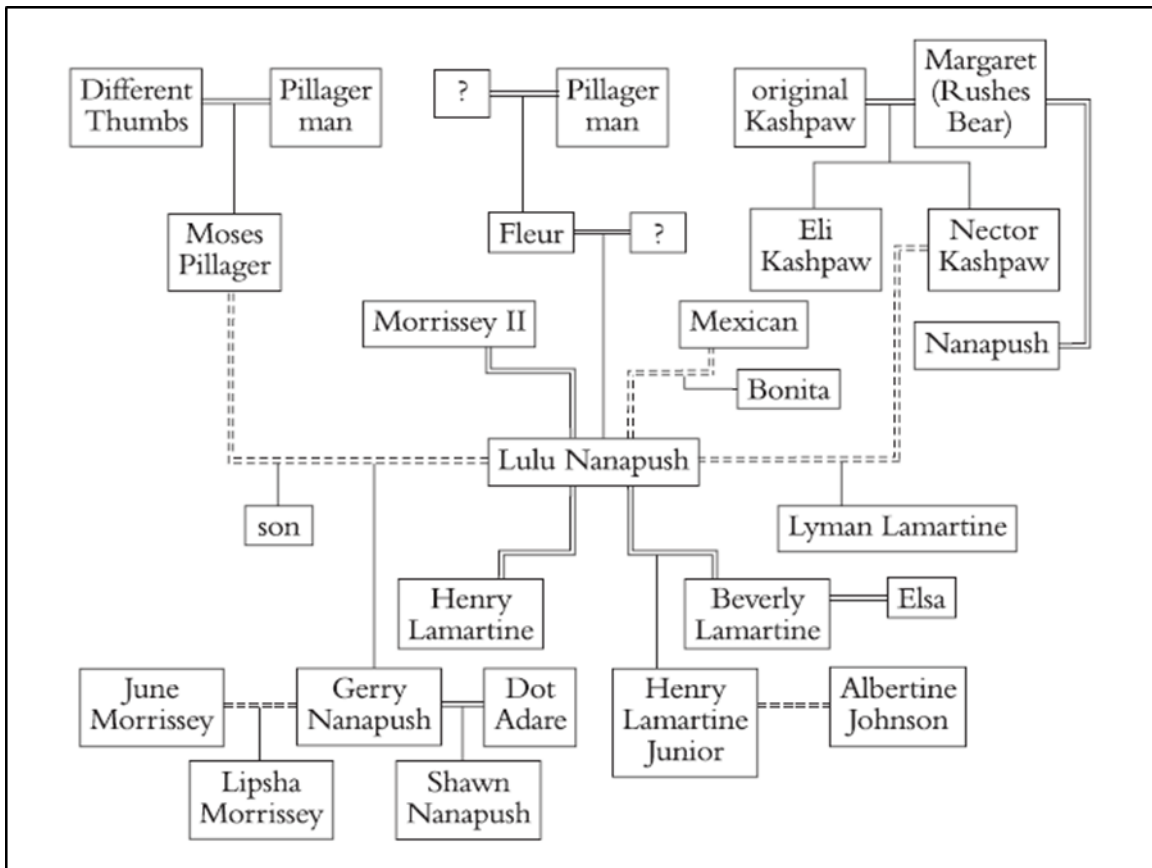 Different
Thumbs
Pillager
man
?
Pillager
man
original
Kashpaw
Margaret
(Rushes
Bear)
Moses
Pillager
Fleur
?
Eli
Kashpaw
Nector
Kashpaw
Morrissey II
Mexican
Nanapush
Bonita
Lulu Nanapush
son
Lyman Lamartine
Henry
Lamartine
Beverly
Lamartine
Elsa
June
Morrissey
Gerry
Nanapush
Dot
Adare
Henry
Lamartine
Junior
Albertine
Johnson
Lipsha
Morrissey
Shawn
Nanapush